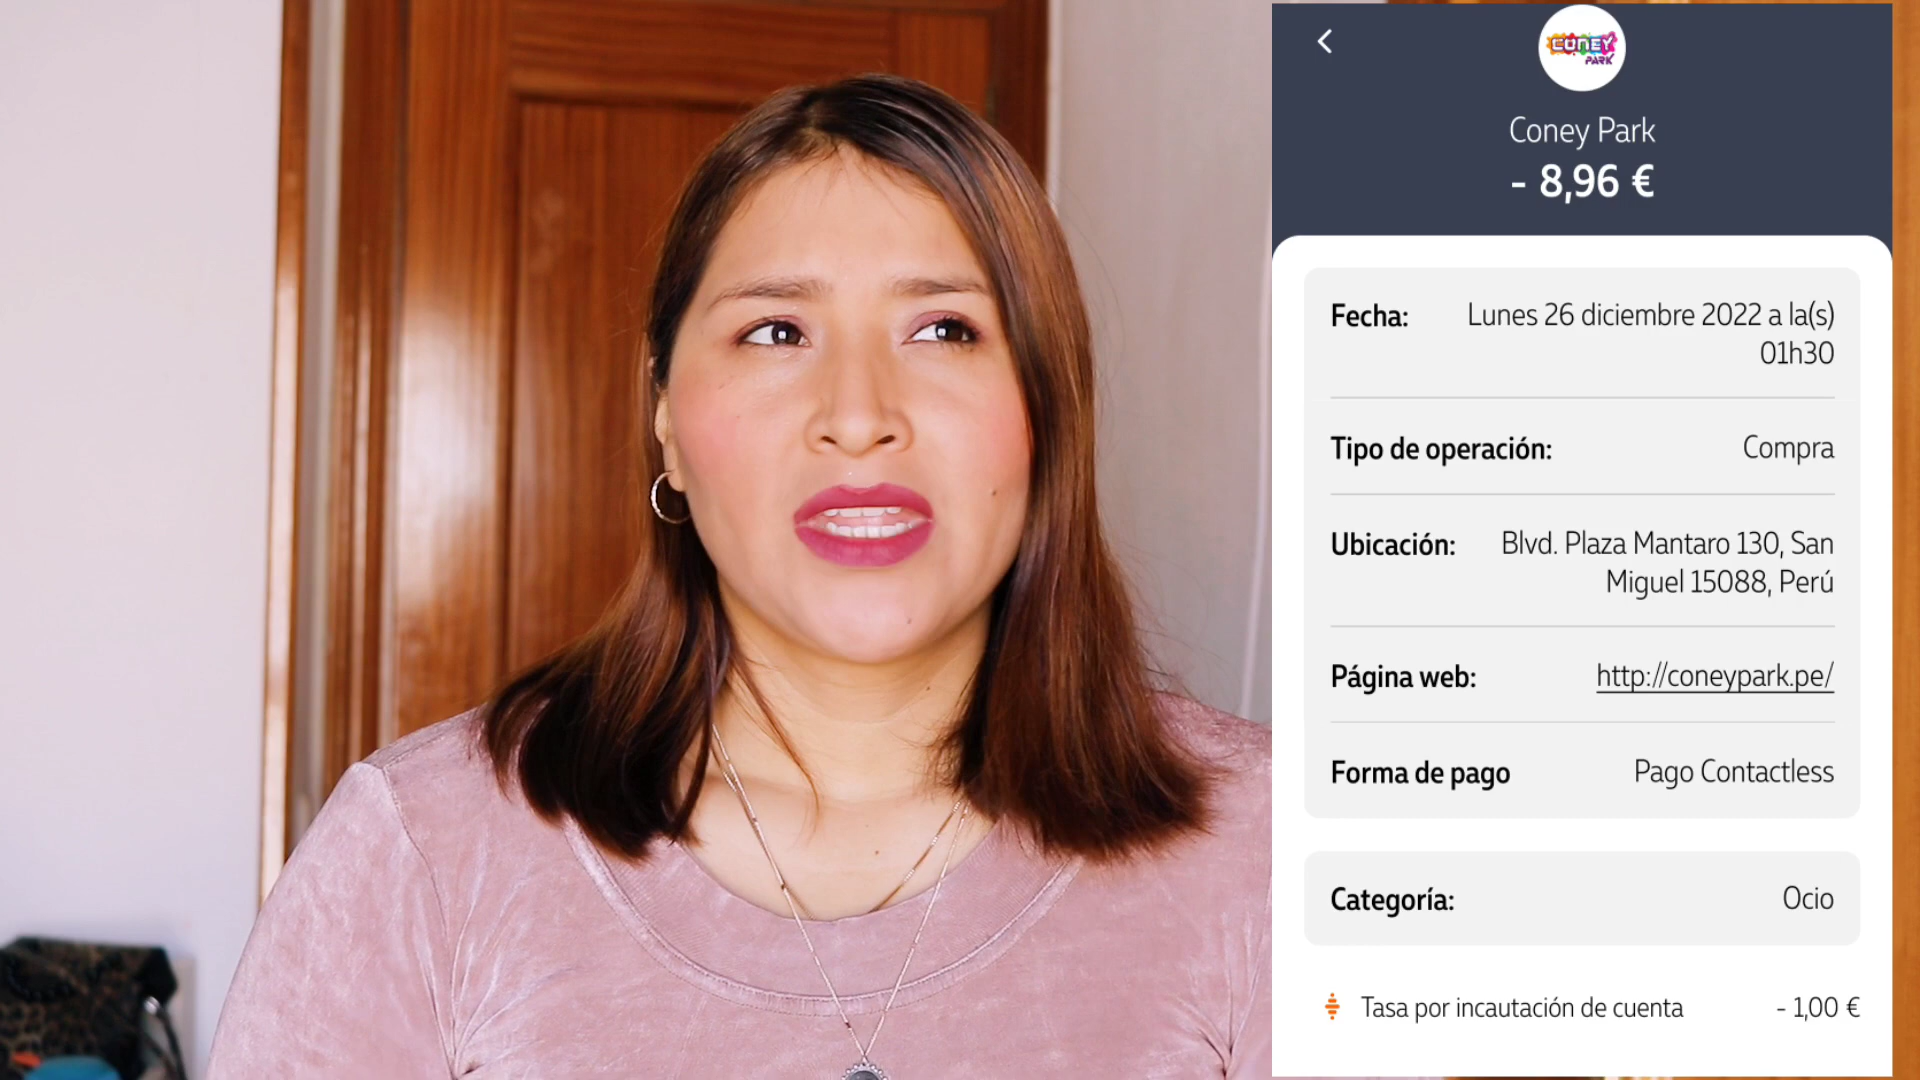 CONEY
PARK
Coney Park
- 8,96 €
Fecha: Lunes 26 diciembre 2022 a la(s)
01h30
Tipo de operación: Compra
Ubicación: Blvd. Plaza Mantaro 130, San
Miguel 15088, Perú
Página web: http://coneypark.pe/
Forma de pago Pago Contactless
Categoría: Ocio
Tasa por incautación de cuenta - 1,00 €